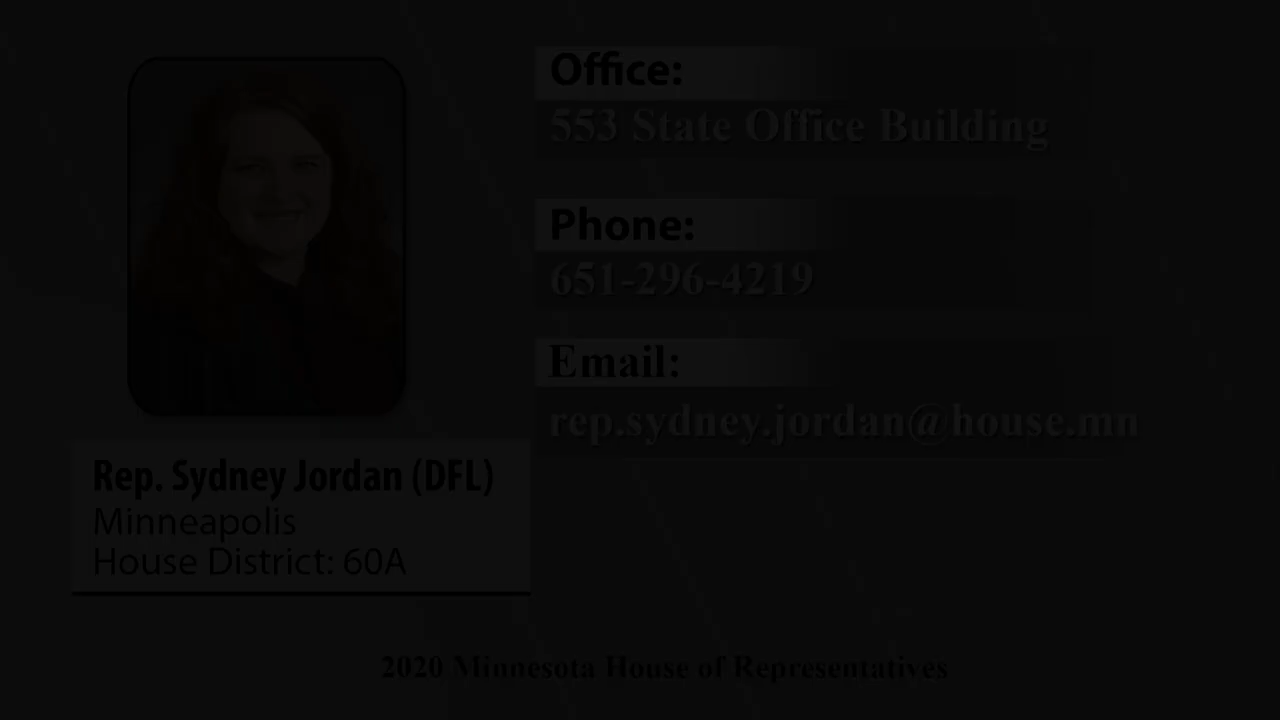 Office:
553 State Office Building
Phone:
651-296-4219
Email:
rep.sydney.jordan@house.mn
Rep. Sydney Jordan (DFL)
Minneapolis
House District: 60A
2020 Minnesota House of Representatives